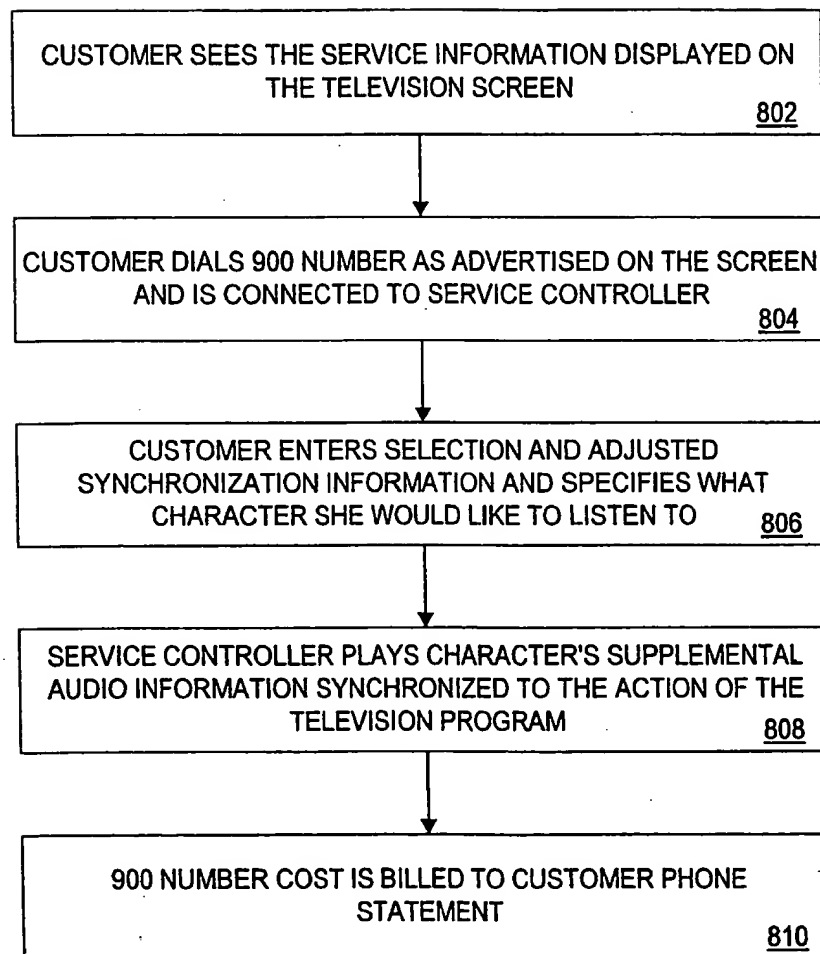 CUSTOMER SEES THE SERVICE INFORMATION DISPLAYED ON
THE TELEVISION SCREEN
802
CUSTOMER DIALS 900 NUMBER AS ADVERTISED ON THE SCREEN
AND IS CONNECTED TO SERVICE CONTROLLER
804
CUSTOMER ENTERS SELECTION AND ADJUSTED
SYNCHRONIZATION INFORMATION AND SPECIFIES WHAT
CHARACTER SHE WOULD LIKE TO LISTEN TO
806
SERVICE CONTROLLER PLAYS CHARACTER'S SUPPLEMENTAL
AUDIO INFORMATION SYNCHRONIZED TO THE ACTION OF THE
TELEVISION PROGRAM
808
900 NUMBER COST IS BILLED TO CUSTOMER PHONE
STATEMENT
810